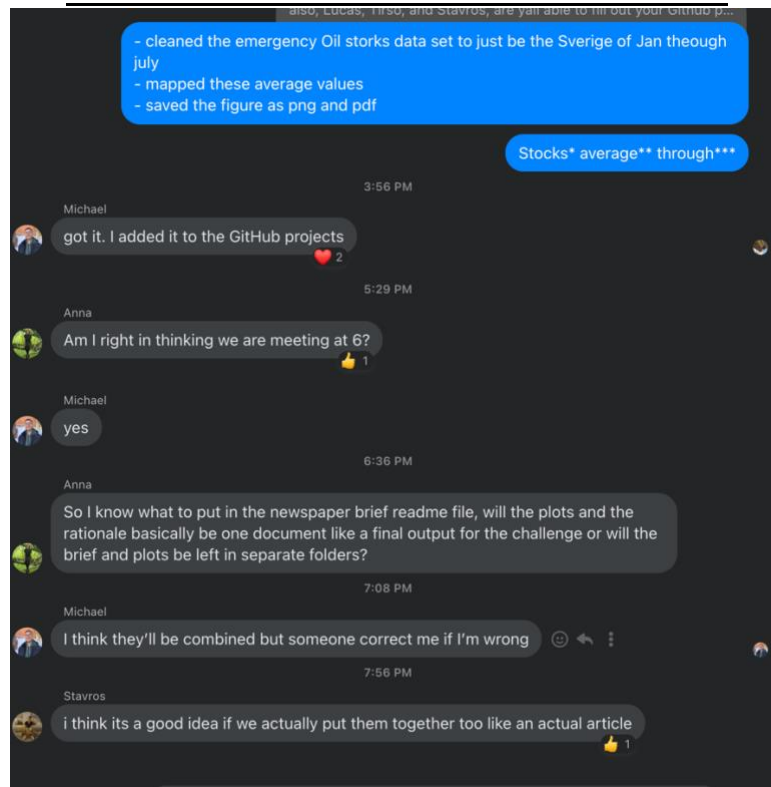 also, Lucas, Tirso, and Stavros, are yall able to fill out your Github p...
- cleaned the emergency Oil storks data set to just be the Sverige of Jan theough
july
- mapped these average values
- saved the figure as png and pdf
Stocks* average** through***
3:56 PM
Michael
got it. I added it to the GitHub projects
2
5:29 PM
Anna
Am I right in thinking we are meeting at 6?
1
Michael
yes
6:36 PM
Anna
So I know what to put in the newspaper brief readme file, will the plots and the
rationale basically be one document like a final output for the challenge or will the
brief and plots be left in separate folders?
7:08 PM
Michael
I think they'll be combined but someone correct me if I'm wrong
7:56 PM
Stavros
i think its a good idea if we actually put them together too like an actual article
1